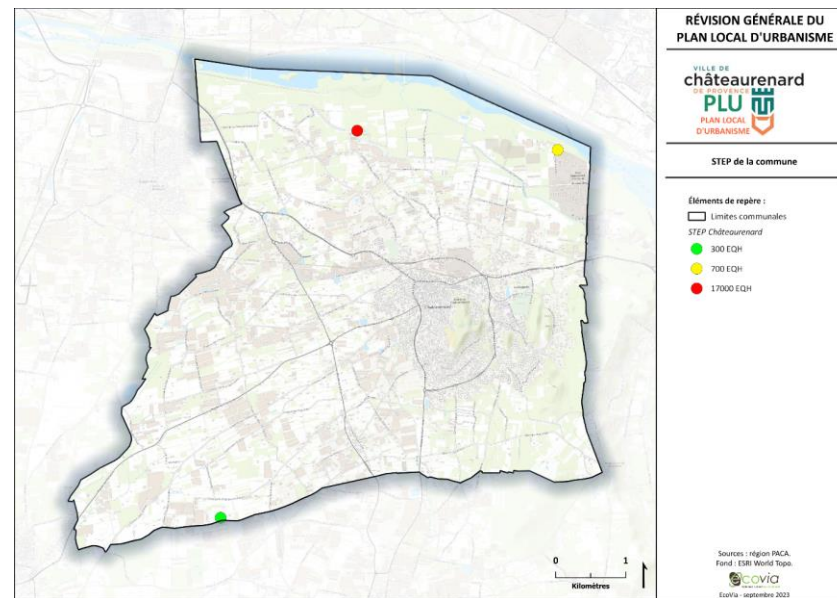 RÉVISION GÉNÉRALE DU
PLAN LOCAL D'URBANISME
VILLE DE
châteaurenard
DE PROVENCE
PLU
PLAN LOCAL
D'URBANISME
STEP de la commune
Éléments de repère :
Limites communales
STEP Châteaurenard
300 EQH
700 EQH
17000 EQH
0 1
Kilomètres
Sources : région PACA.
Fond : ESRI World Topo.
écovia
EcoVia - septembre 2023